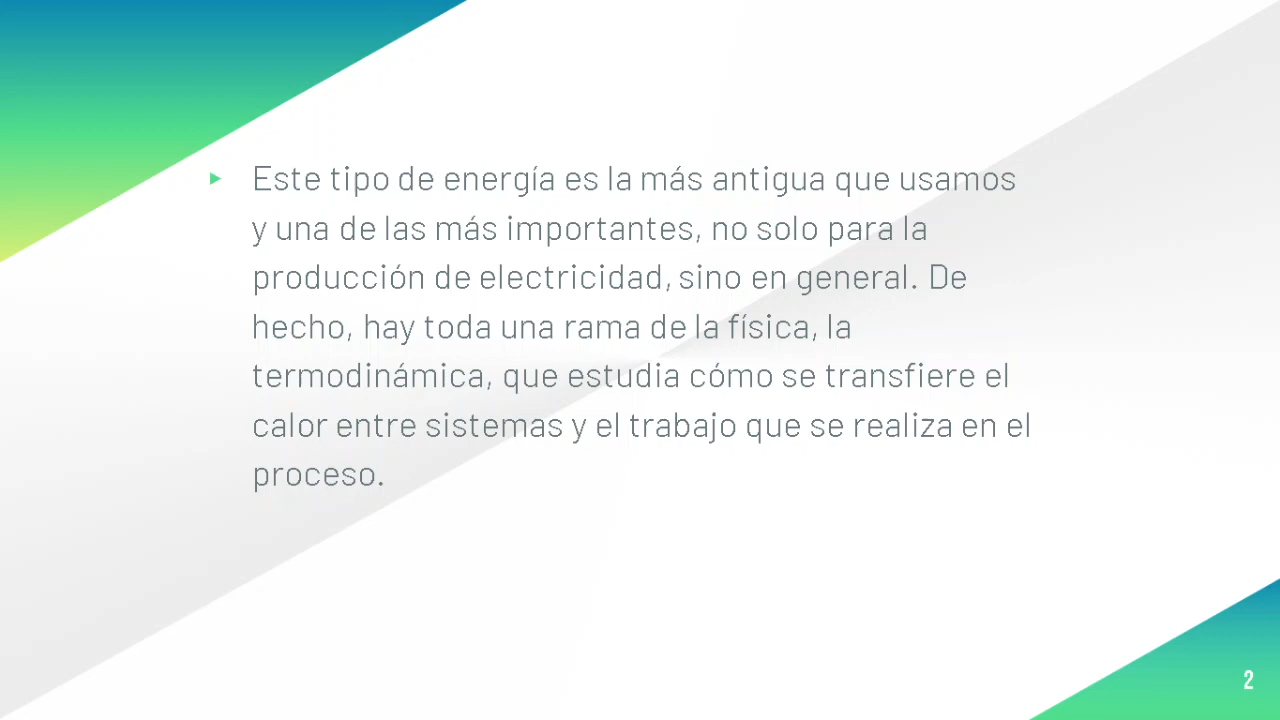 ▸ Este tipo de energía es la más antigua que usamos
y una de las más importantes, no solo para la
producción de electricidad, sino en general. De
hecho, hay toda una rama de la física, la
termodinámica, que estudia cómo se transfiere el
calor entre sistemas y el trabajo que se realiza en el
proceso.
2